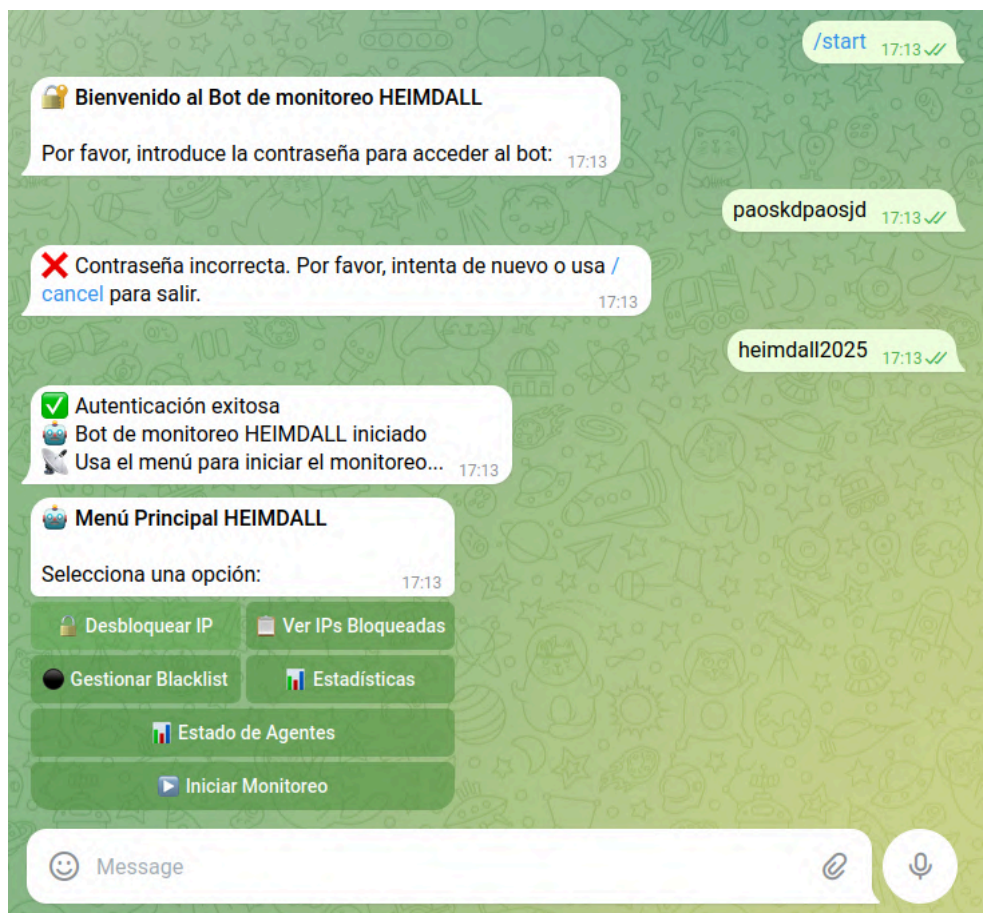 /start 17:13
🔐 Bienvenido al Bot de monitoreo HEIMDALL
Por favor, introduce la contraseña para acceder al bot: 17:13
paoskdpaosjd 17:13
❌ Contraseña incorrecta. Por favor, intenta de nuevo o usa /
cancel para salir. 17:13
heimdall2025 17:13
✅ Autenticación exitosa
🤖 Bot de monitoreo HEIMDALL iniciado
📡 Usa el menú para iniciar el monitoreo... 17:13
🤖 Menú Principal HEIMDALL
Selecciona una opción: 17:13
🔓 Desbloquear IP 📋 Ver IPs Bloqueadas
⚫ Gestionar Blacklist 📊 Estadísticas
📊 Estado de Agentes
▶️ Iniciar Monitoreo
Message